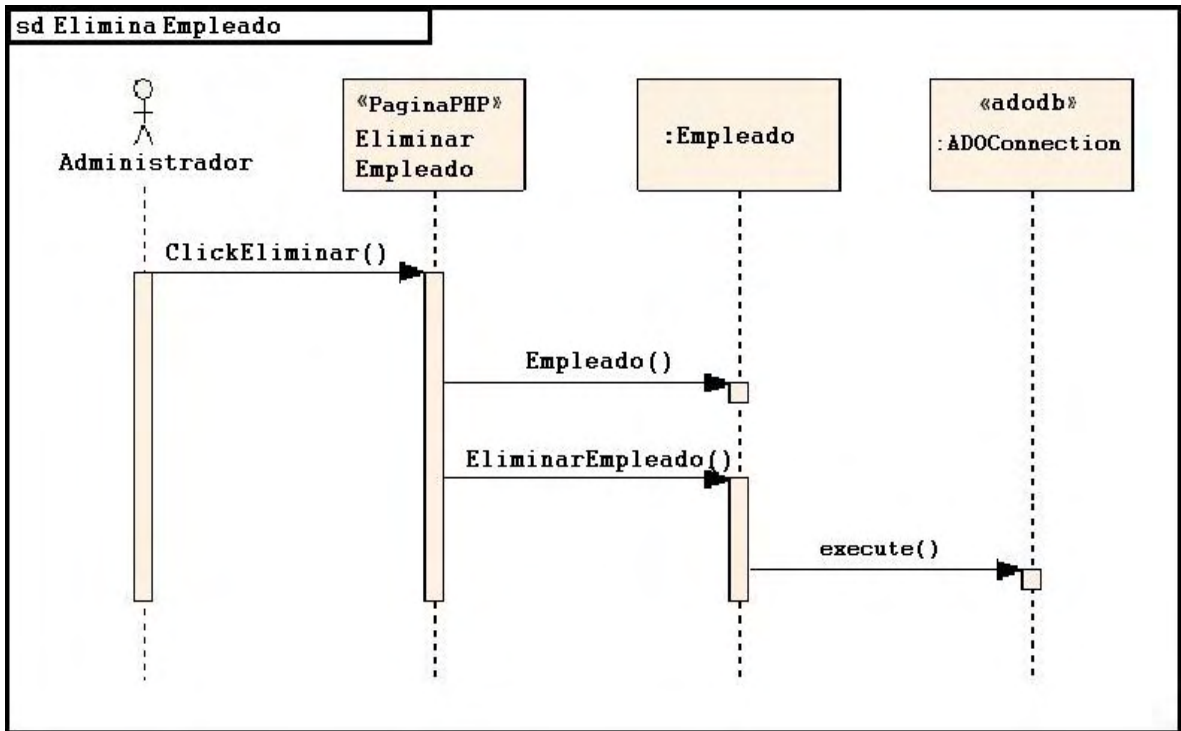 sd Elimina Empleado
Administrador
«PaginaPHP»
Eliminar
Empleado
:Empleado
«adodb»
:ADOConnection
ClickEliminar()
Empleado()
EliminarEmpleado()
execute()